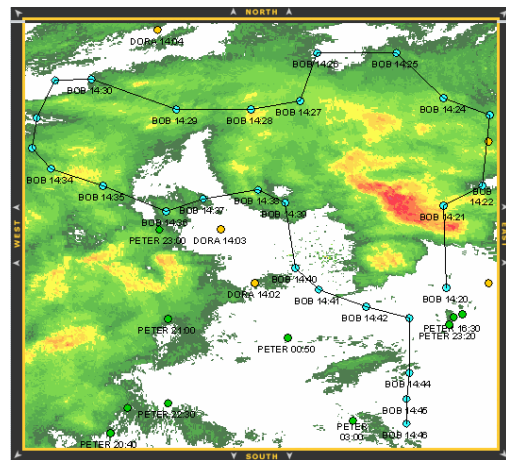 NORTH
DORA 14:04
BOB 14:26
BOB 14:25
BOB 14:30
BOB 14:24
BOB 14:29
BOB 14:28
BOB 14:27
BOB 14:34
BOB 14:35
BOB
14:22
BOB 14:37
BOB 14:39
BOB 14:36
BOB 14:21
WEST
EAST
PETER 23:00
DORA 14:03
BOB 14:40
DORA 14:02
BOB 14:41
BOB 14:20
BOB 14:42
PETER 21:00
PETER 16:30
PETER 23:20
PETER 00:50
BOB 14:44
PETER 22:30
BOB 14:45
PETER 20:40
PETER
03:00
BOB 14:46
SOUTH